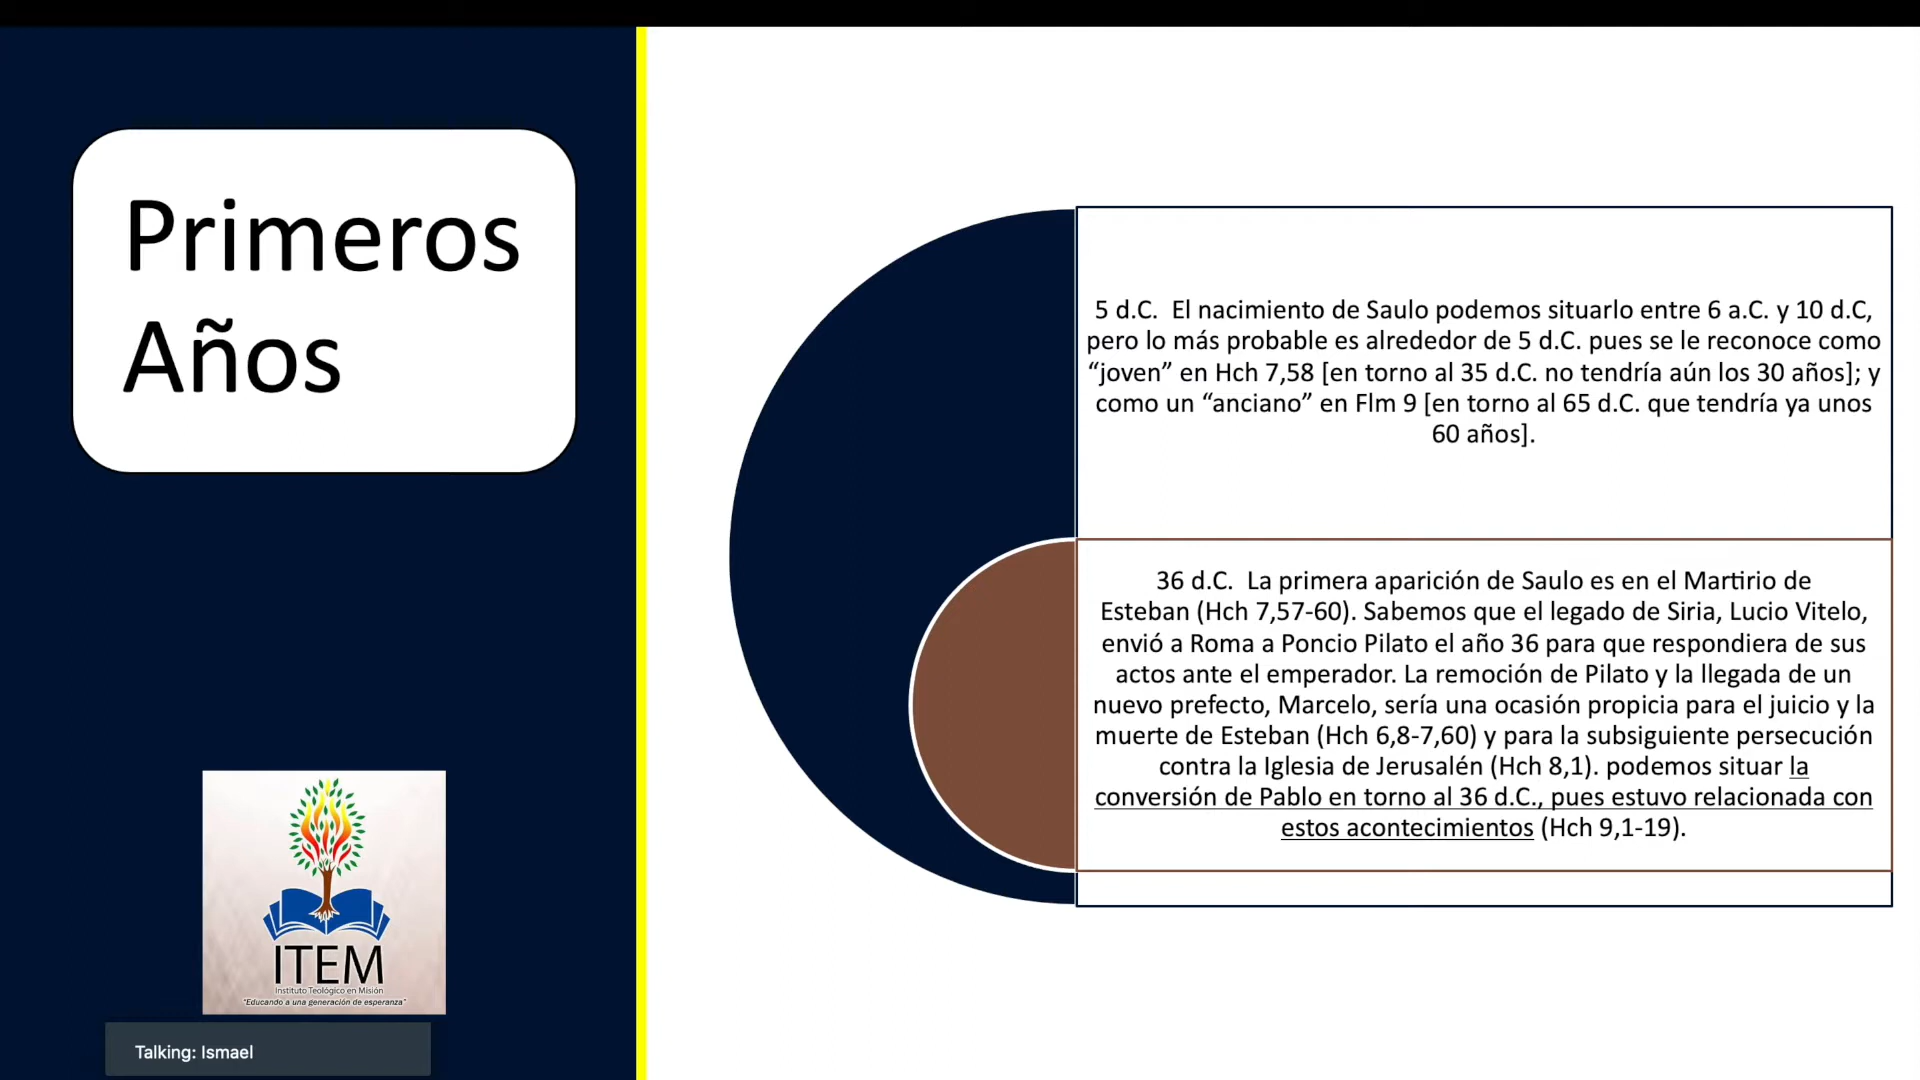 Primeros
Años
5 d.C.  El nacimiento de Saulo podemos situarlo entre 6 a.C. y 10 d.C,
pero lo más probable es alrededor de 5 d.C. pues se le reconoce como
“joven” en Hch 7,58 [en torno al 35 d.C. no tendría aún los 30 años]; y
como un “anciano” en Flm 9 [en torno al 65 d.C. que tendría ya unos
60 años].
36 d.C.  La primera aparición de Saulo es en el Martirio de
Esteban (Hch 7,57-60). Sabemos que el legado de Siria, Lucio Vitelo,
envió a Roma a Poncio Pilato el año 36 para que respondiera de sus
actos ante el emperador. La remoción de Pilato y la llegada de un
nuevo prefecto, Marcelo, sería una ocasión propicia para el juicio y la
muerte de Esteban (Hch 6,8-7,60) y para la subsiguiente persecución
contra la Iglesia de Jerusalén (Hch 8,1). podemos situar la
conversión de Pablo en torno al 36 d.C., pues estuvo relacionada con
estos acontecimientos (Hch 9,1-19).
ITEM
Instituto Teológico en Misión
"Educando a una generación de esperanza"
Talking: Ismael